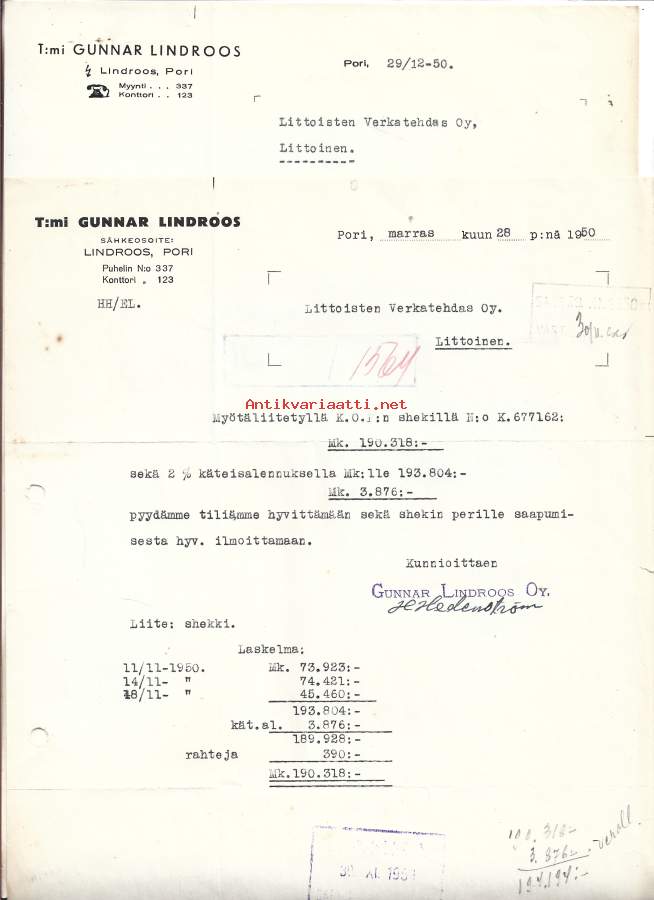 T:mi GUNNAR LINDROOS
Lindroos, Pori
Myynti . . . 337
Konttori . . 123
Pori, 29/12-50.
Littoisten Verkatehdas Oy,
Littoinen.
T:mi GUNNAR LINDROOS
SÄHKEOSOITE:
LINDROOS, PORI
Puhelin N:o 337
Konttori „ 123
HH/EL.
Pori, marras kuun 28 p:nä 1950
Littoisten Verkatehdas Oy.
Littoinen.
1564
Antikvariaatti.net
Myötäliitetyllä K.O.P:n shekillä N:o K.677162:
Mk. 190.318:-
sekä 2 % käteisalennuksella Mk:lle 193.804:-
Mk. 3.876:-
pyydämme tiliämme hyvittämään sekä shekin perille saapumi-
sesta hyv. ilmoittamaan.
Kunnioittaen
GUNNAR LINDROOS OY.
HHedenström
Liite: shekki.
Laskelma:
11/11-1950. Mk. 73.923:-
14/11- " 74.421:-
18/11- " 45.460:-
193.804:-
kät.al. 3.876:-
189.928:-
rahteja 390:-
Mk.190.318:-
190.318-
3.876:-
194.194:-